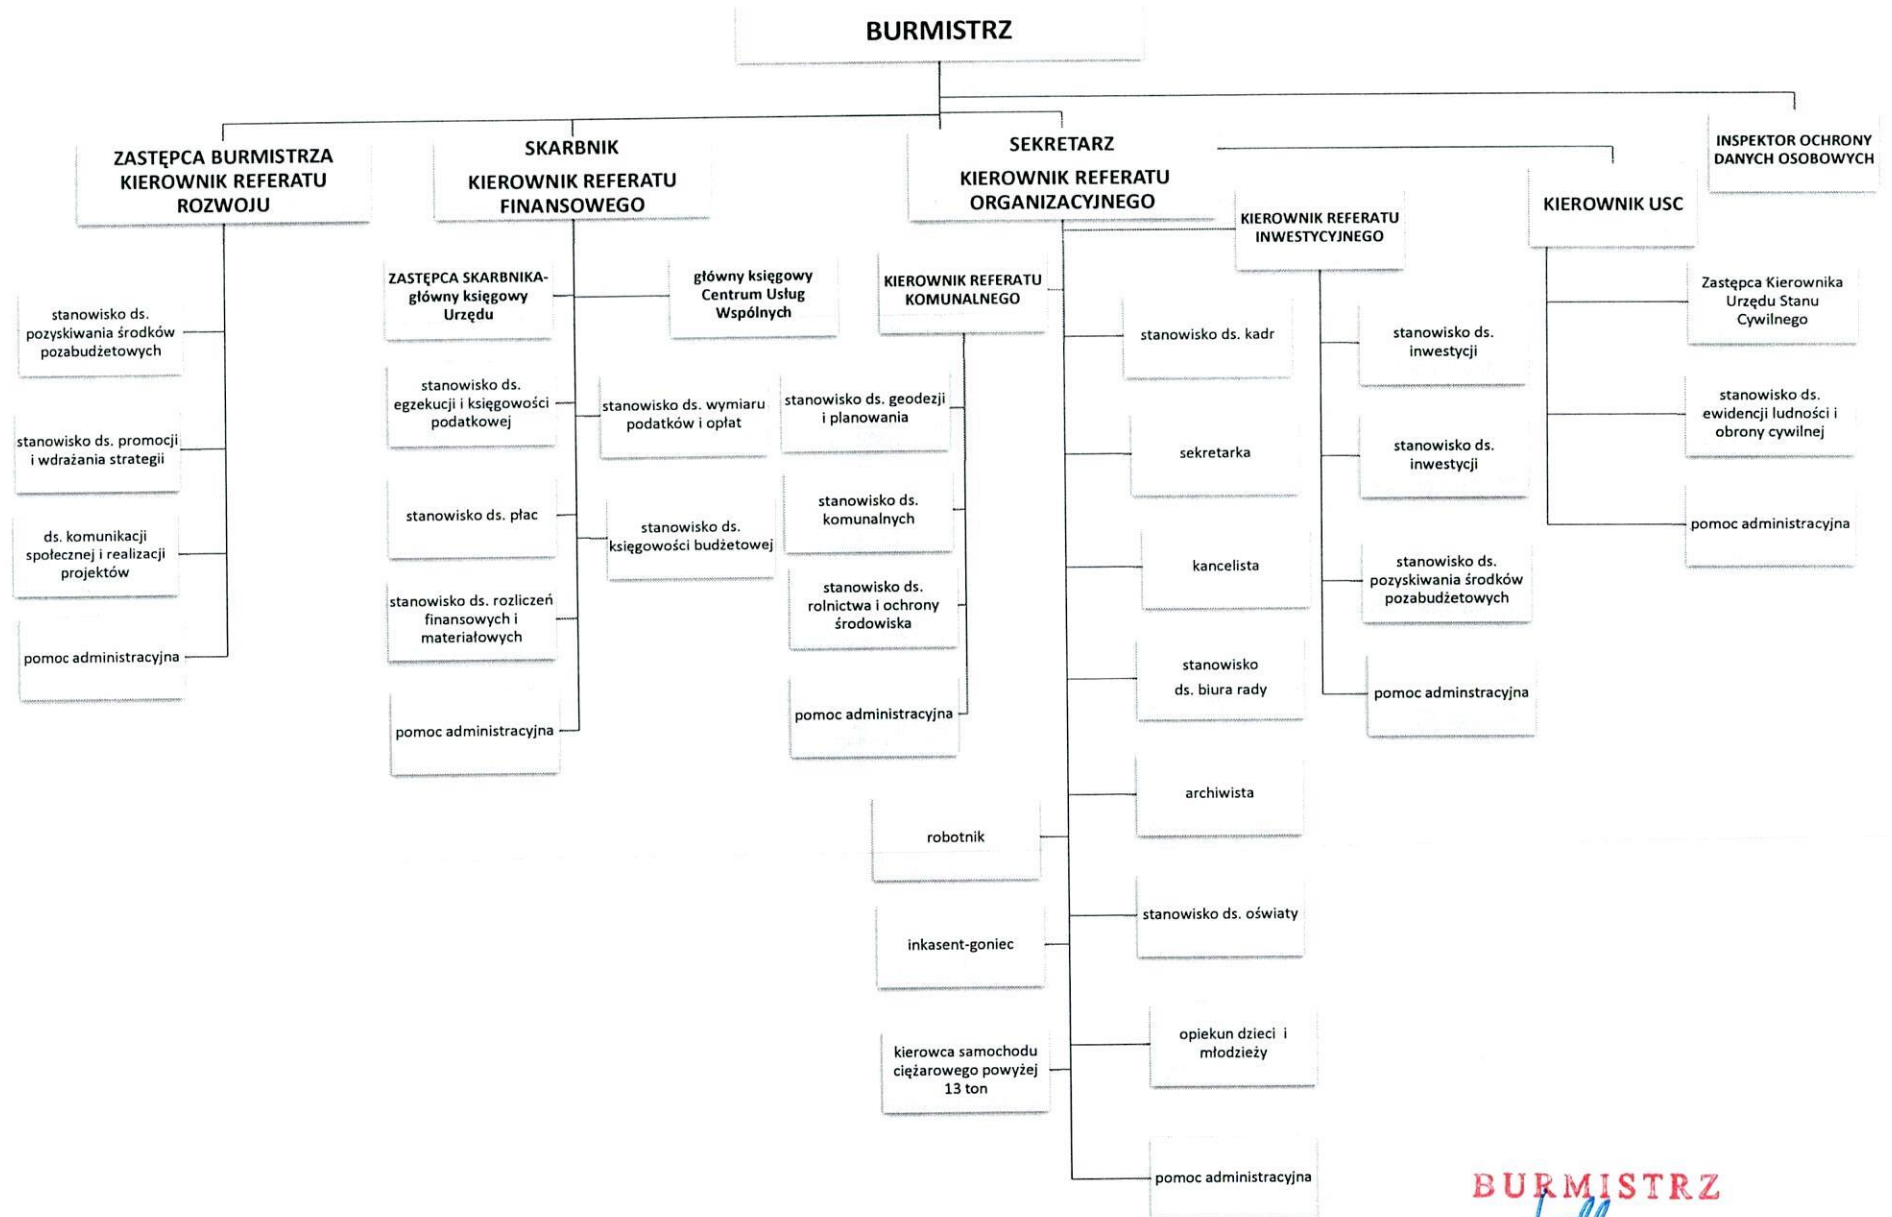 BURMISTRZ
ZASTĘPCA BURMISTRZA
KIEROWNIK REFERATU
ROZWOJU
stanowisko ds.
pozyskiwania środków
pozabudżetowych
stanowisko ds. promocji
i wdrażania strategii
ds. komunikacji
społecznej i realizacji
projektów
pomoc administracyjna
SKARBNIK
KIEROWNIK REFERATU
FINANSOWEGO
ZASTĘPCA SKARBNIKA-
główny księgowy
Urzędu
główny księgowy
Centrum Usług
Wspólnych
stanowisko ds.
egzekucji i księgowości
podatkowej
stanowisko ds. wymiaru
podatków i opłat
stanowisko ds. płac
stanowisko ds.
księgowości budżetowej
stanowisko ds. rozliczeń
finansowych i
materiałowych
pomoc administracyjna
SEKRETARZ
KIEROWNIK REFERATU
ORGANIZACYJNEGO
KIEROWNIK REFERATU
KOMUNALNEGO
stanowisko ds. geodezji
i planowania
stanowisko ds.
komunalnych
stanowisko ds.
rolnictwa i ochrony
środowiska
pomoc administracyjna
stanowisko ds. kadr
sekretarka
kancelista
stanowisko
ds. biura rady
archiwista
robotnik
stanowisko ds. oświaty
inkasent-goniec
opiekun dzieci i
młodzieży
kierowca samochodu
ciężarowego powyżej
13 ton
pomoc administracyjna
KIEROWNIK REFERATU
INWESTYCYJNEGO
stanowisko ds.
inwestycji
stanowisko ds.
inwestycji
stanowisko ds.
pozyskiwania środków
pozabudżetowych
pomoc adminstracyjna
KIEROWNIK USC
Zastępca Kierownika
Urzędu Stanu
Cywilnego
stanowisko ds.
ewidencji ludności i
obrony cywilnej
pomoc administracyjna
INSPEKTOR OCHRONY
DANYCH OSOBOWYCH
BURMISTRZ